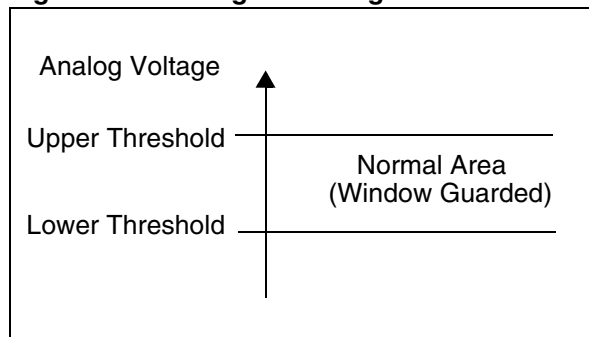 Analog Voltage
Upper Threshold
Normal Area
(Window Guarded)
Lower Threshold